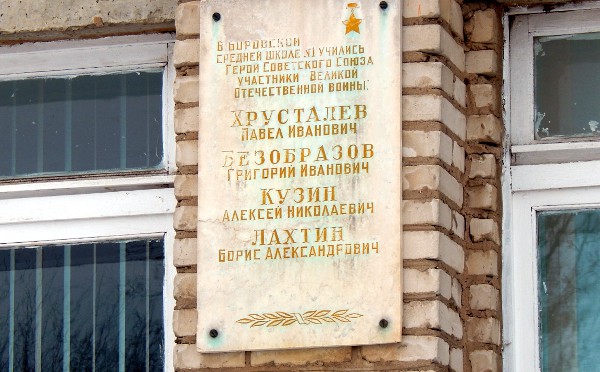 В БОРОВСКОЙ
СРЕДНЕЙ ШКОЛЕ №1 УЧИЛИСЬ
ГЕРОИ СОВЕТСКОГО СОЮЗА
УЧАСТНИКИ ВЕЛИКОЙ
ОТЕЧЕСТВЕННОЙ ВОЙНЫ:
ХРУСТАЛЕВ
ПАВЕЛ ИВАНОВИЧ
БЕЗОБРАЗОВ
ГРИГОРИЙ ИВАНОВИЧ
КУЗИН
АЛЕКСЕЙ НИКОЛАЕВИЧ
ЛАХТИН
БОРИС АЛЕКСАНДРОВИЧ